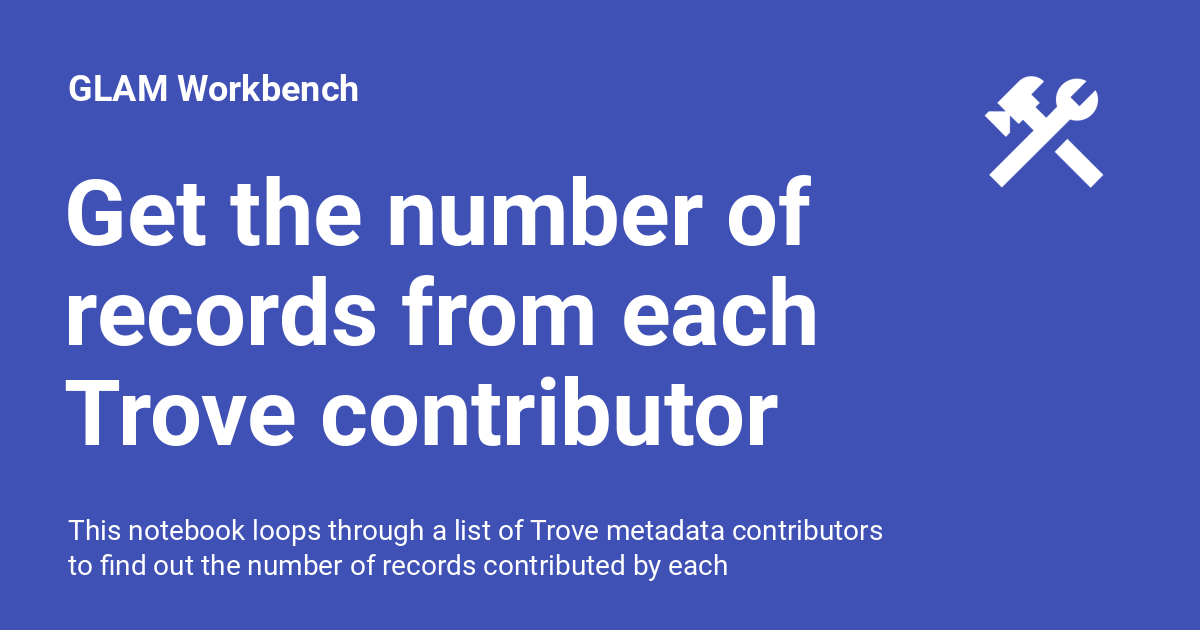 GLAM Workbench
Get the number of
records from each
Trove contributor
This notebook loops through a list of Trove metadata contributors
to find out the number of records contributed by each